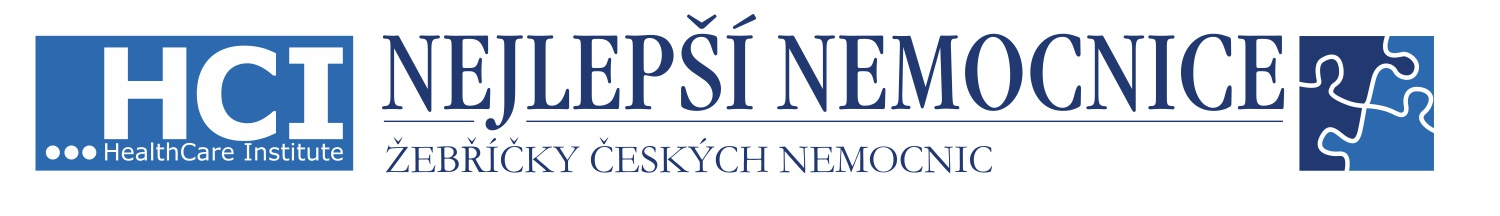 HCI
HealthCare Institute
NEJLEPŠÍ NEMOCNICE
ŽEBŘÍČKY ČESKÝCH NEMOCNIC